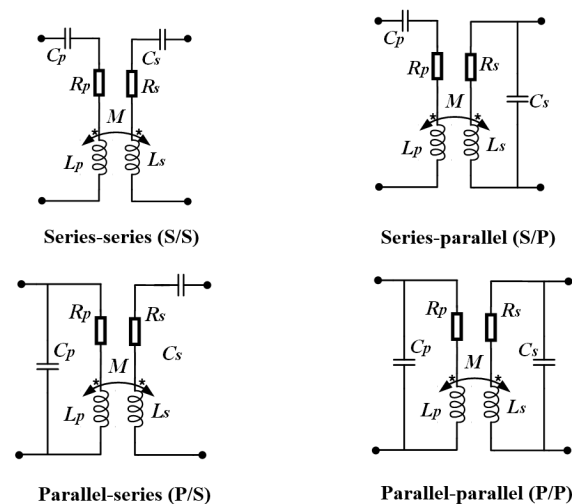 Cp
Cs
Rp
Rs
M
* *
Lp
Ls
Series-series (S/S)
Cp
Rp
Rs
Cs
M
* *
Lp
Ls
Series-parallel (S/P)
Rp
Rs
Cp
Cs
M
* *
Lp
Ls
Parallel-series (P/S)
Rp
Rs
Cp
Cs
M
* *
Lp
Ls
Parallel-parallel (P/P)